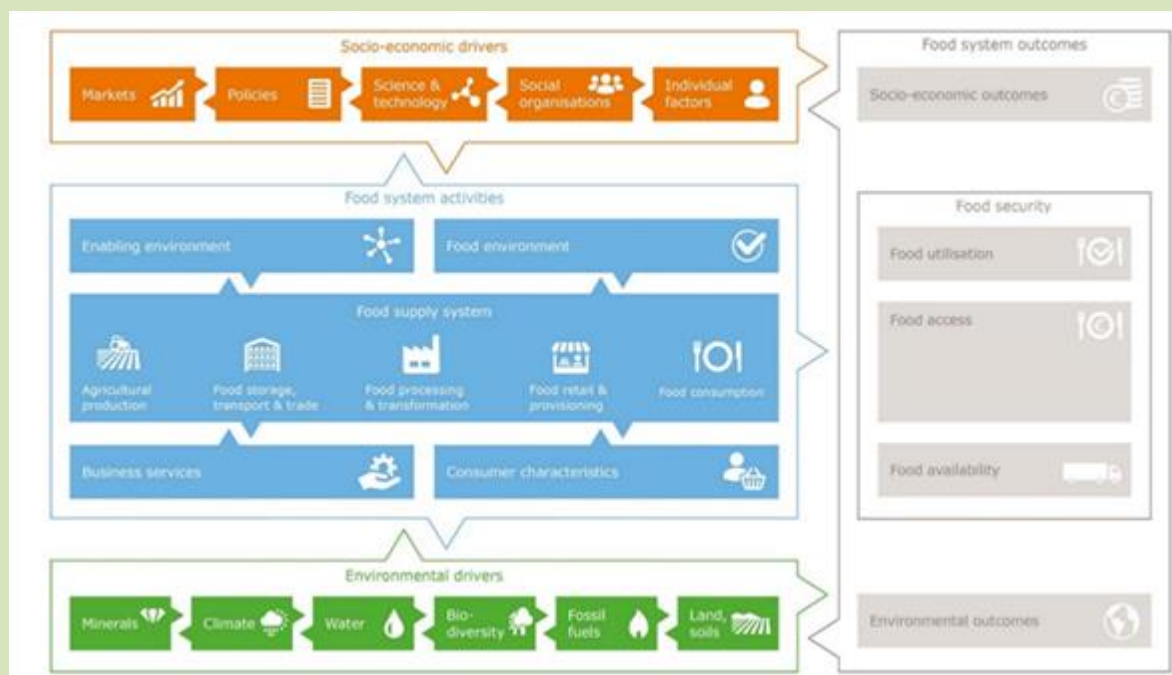 Socio-economic drivers
Markets
Policies
Science &
technology
Social
organisations
Individual
factors
Food system activities
Enabling environment
Food environment
Food supply system
Agricultural
production
Food storage,
transport & trade
Food processing
& transformation
Food retail &
provisioning
Food consumption
Business services
Consumer characteristics
Environmental drivers
Minerals
Climate
Water
Bio-
diversity
Fossil
fuels
Land,
soils
Food system outcomes
Socio-economic outcomes
Food security
Food utilisation
Food access
Food availability
Environmental outcomes